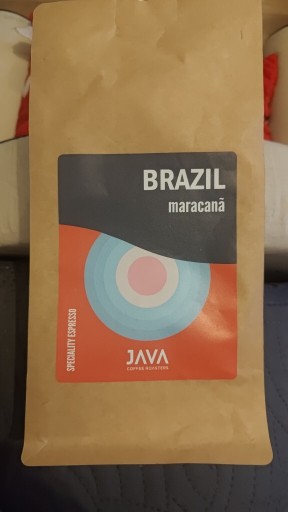 BRAZIL
maracanã
SPECIALITY ESPRESSO
JAVA
COFFEE ROASTERS